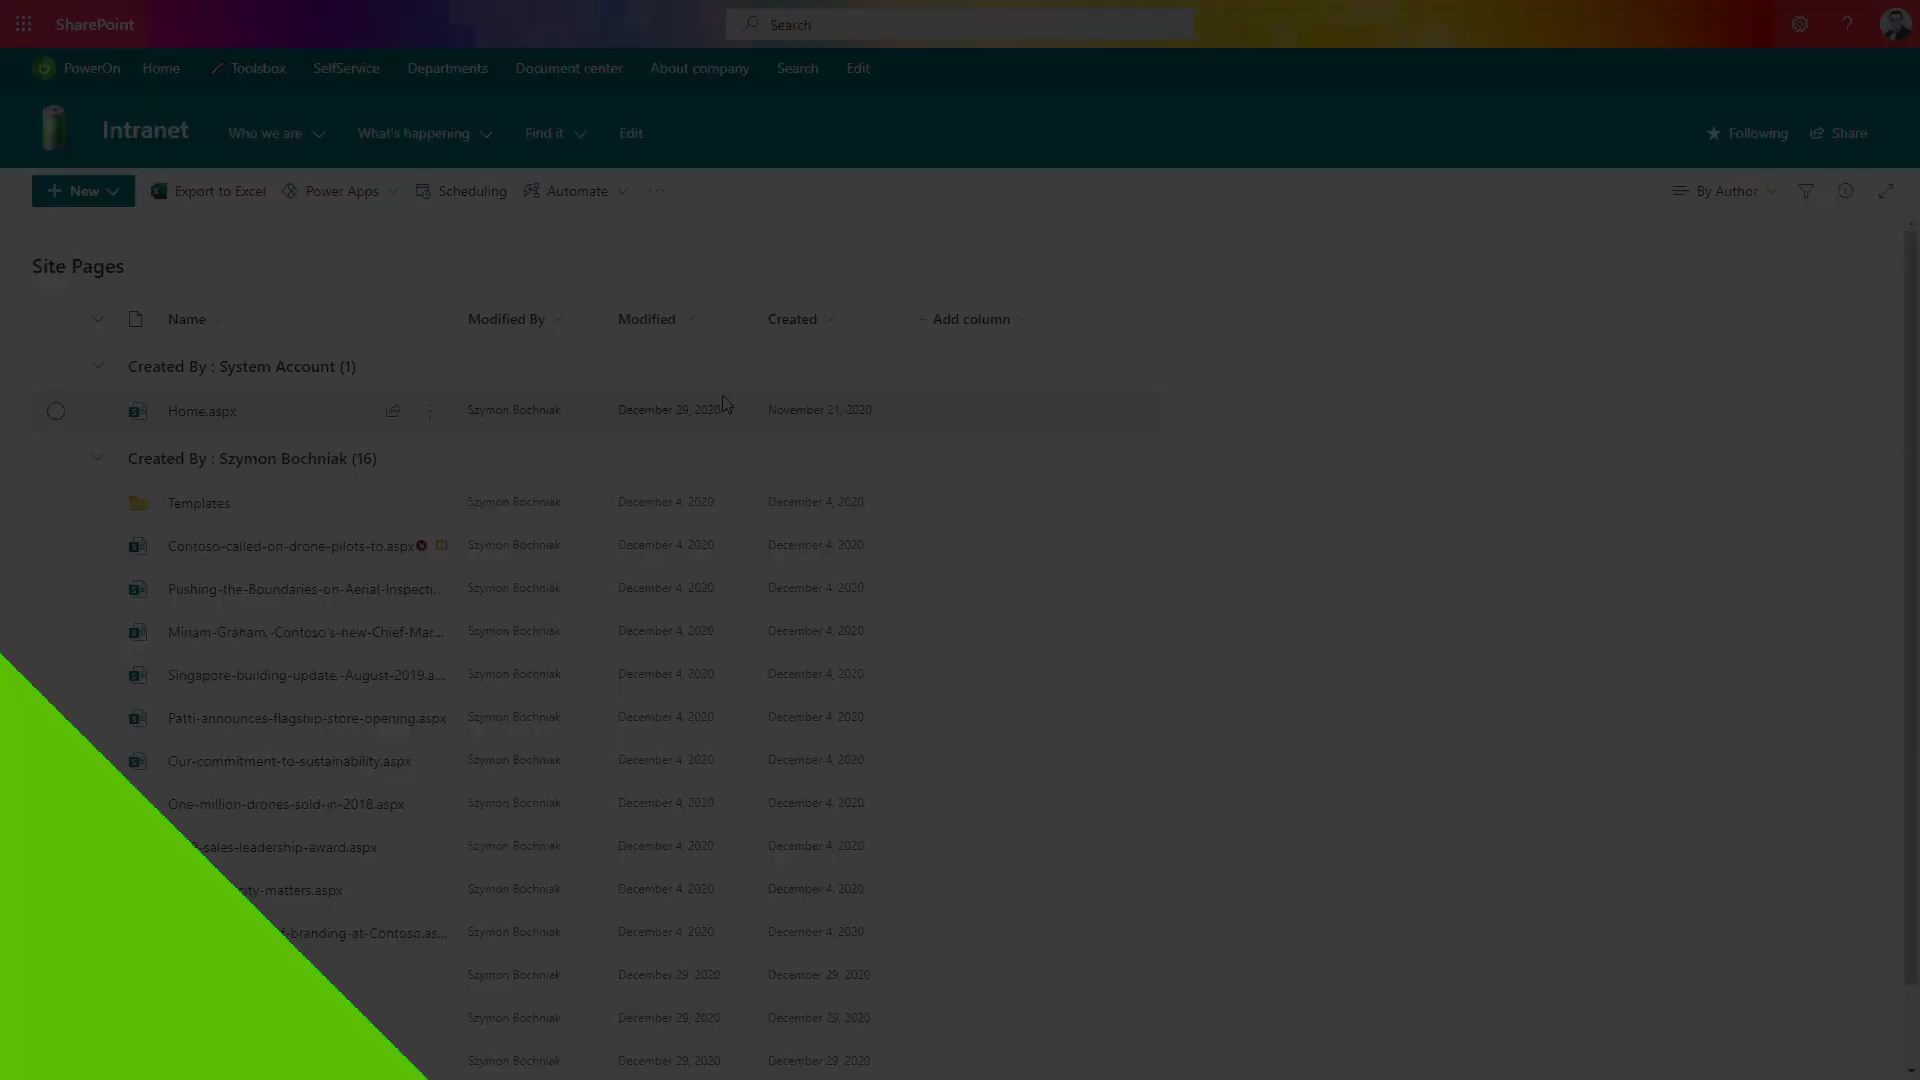 SharePoint
Search
PowerOn Home Toolbox SelfService Departments Document center About company Search Edit
Intranet Who we are What's happening Find it Edit Following Share
New Export to Excel Power Apps Scheduling Automate ··· By Author
Site Pages
Name Modified By Modified Created + Add column
Created By : System Account (1)
Home.aspx Szymon Bochniak December 29, 2020 November 21, 2020
Created By : Szymon Bochniak (16)
Templates Szymon Bochniak December 4, 2020 December 4, 2020
Contoso-called-on-drone-pilots-to.aspx Szymon Bochniak December 4, 2020 December 4, 2020
Pushing-the-Boundaries-on-Aerial-Inspecti... Szymon Bochniak December 4, 2020 December 4, 2020
Miriam-Graham,-Contoso's-new-Chief-Mar... Szymon Bochniak December 4, 2020 December 4, 2020
Singapore-building-update,-August-2019.a... Szymon Bochniak December 4, 2020 December 4, 2020
Patti-announces-flagship-store-opening.aspx Szymon Bochniak December 4, 2020 December 4, 2020
Our-commitment-to-sustainability.aspx Szymon Bochniak December 4, 2020 December 4, 2020
One-million-drones-sold-in-2018.aspx Szymon Bochniak December 4, 2020 December 4, 2020
-sales-leadership-award.aspx Szymon Bochniak December 4, 2020 December 4, 2020
ity-matters.aspx Szymon Bochniak December 4, 2020 December 4, 2020
f-branding-at-Contoso.as... Szymon Bochniak December 4, 2020 December 4, 2020
Szymon Bochniak December 29, 2020 December 29, 2020
Szymon Bochniak December 29, 2020 December 29, 2020
Szymon Bochniak December 29, 2020 December 29, 2020